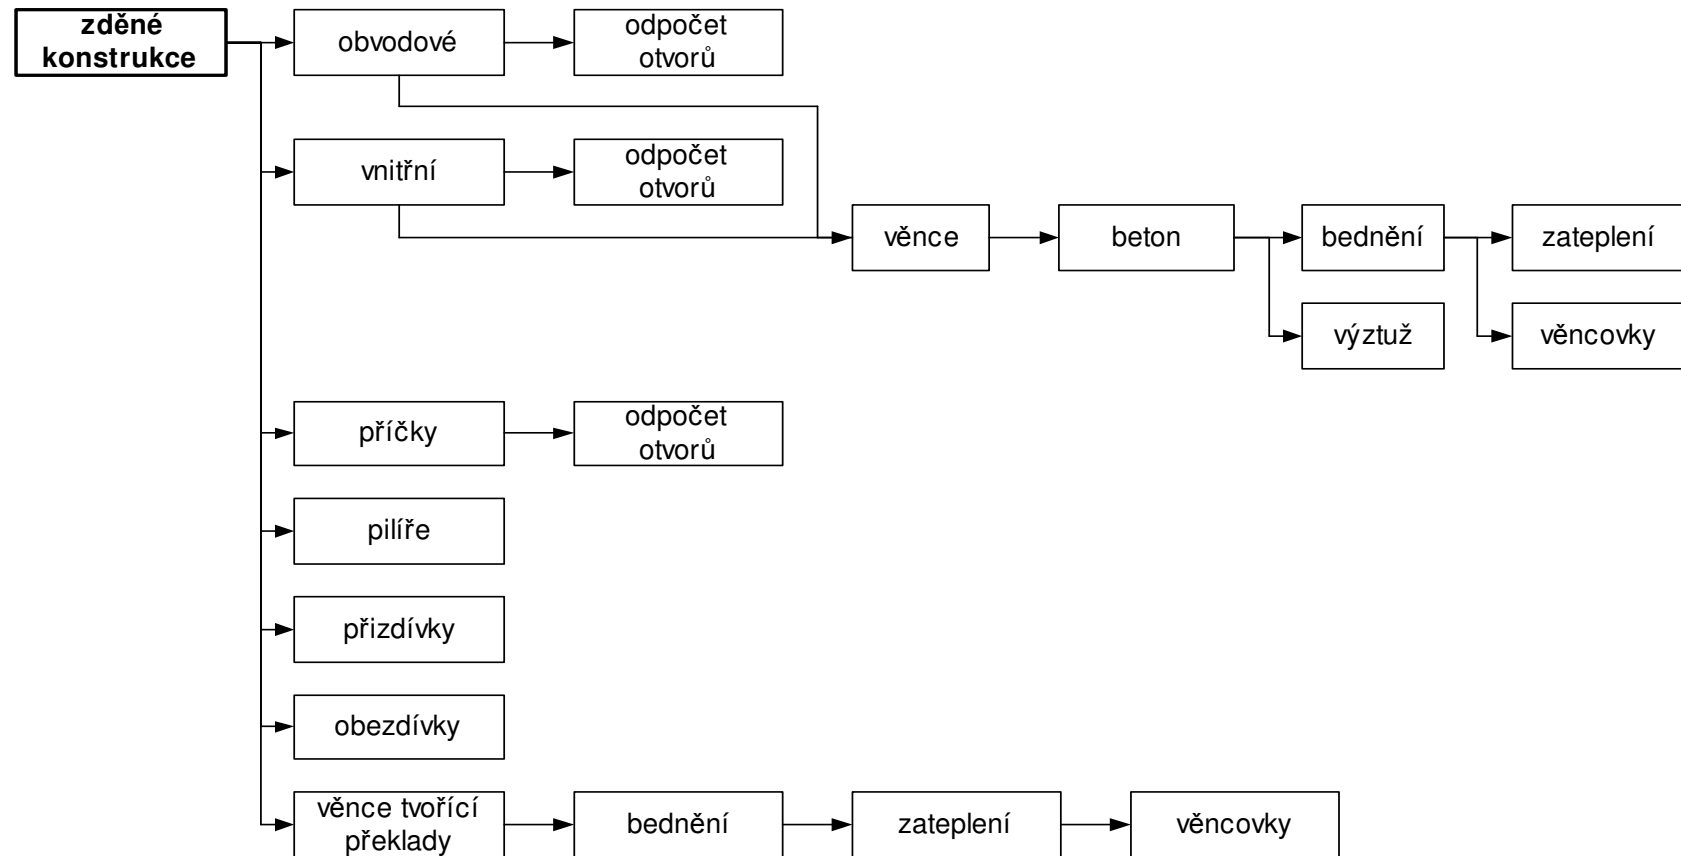 zděné
konstrukce
obvodové
odpočet
otvorů
vnitřní
odpočet
otvorů
věnce
beton
bednění
zateplení
výztuž
věncovky
příčky
odpočet
otvorů
pilíře
přizdívky
obezdívky
věnce tvořící
překlady
bednění
zateplení
věncovky